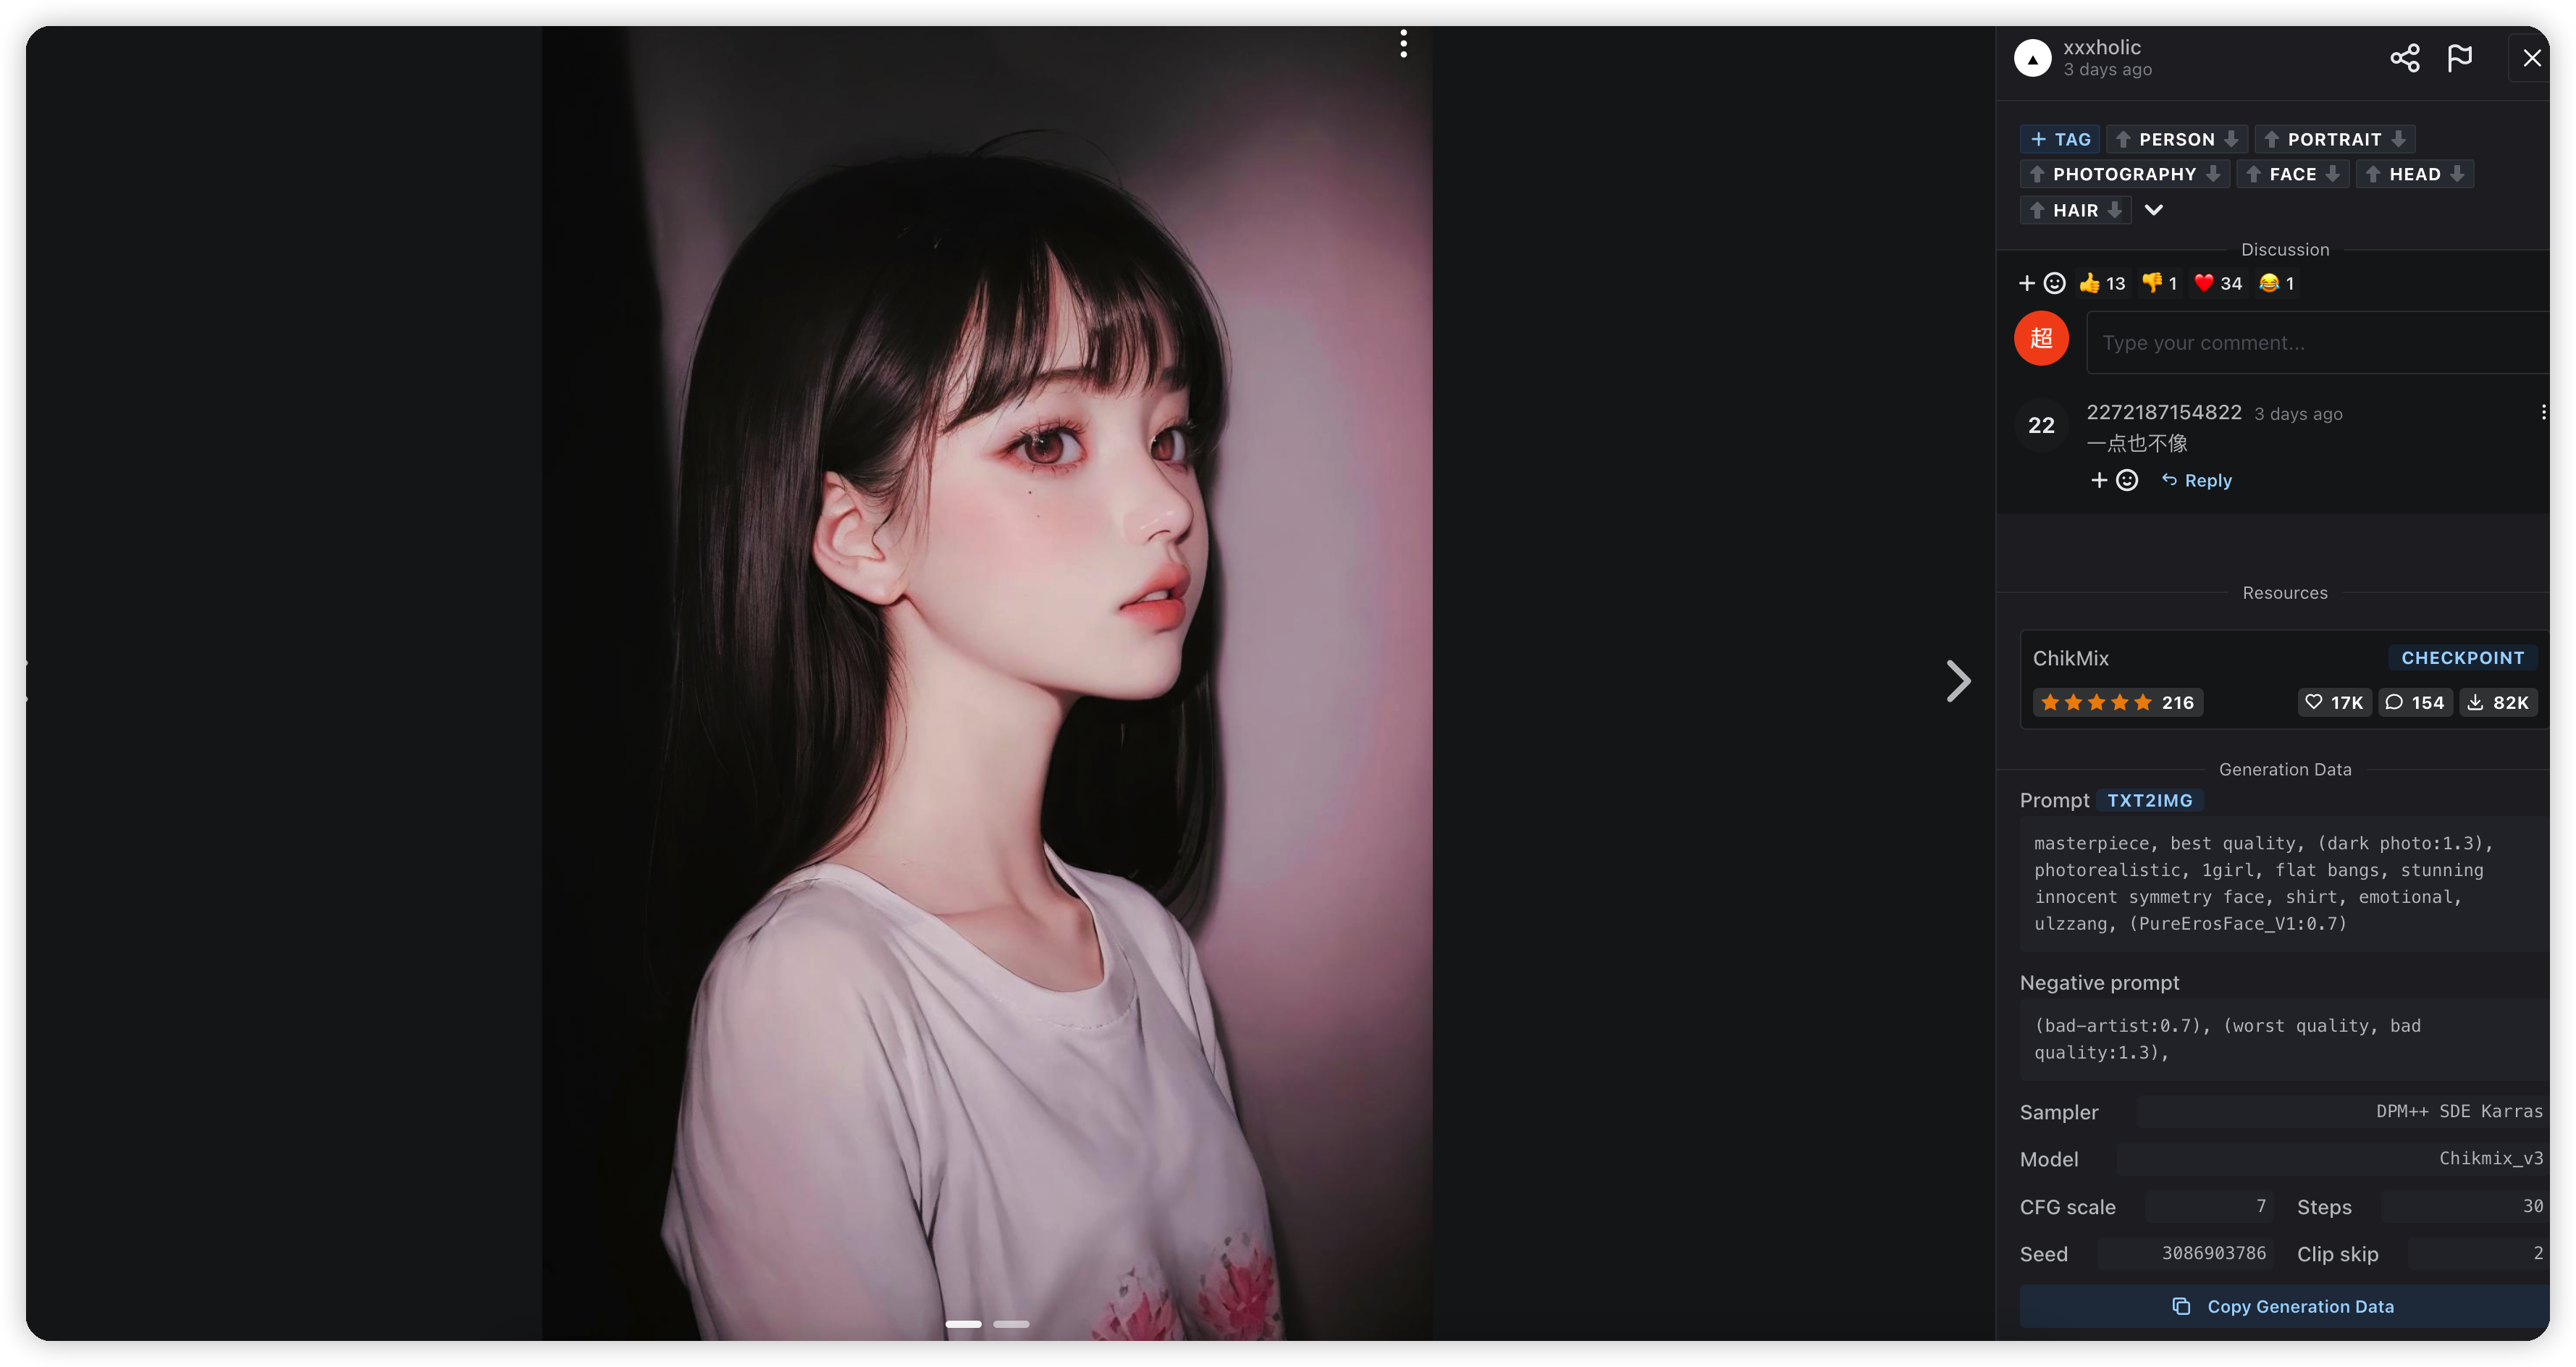 xxxholic
3 days ago
TAG
PERSON
PORTRAIT
PHOTOGRAPHY
FACE
HEAD
HAIR
Discussion
👍 13
👎 1
❤️ 34
😂 1
超
Type your comment...
22
2272187154822 3 days ago
一点也不像
Reply
Resources
ChikMix
CHECKPOINT
216
17K
154
82K
Generation Data
Prompt TXT2IMG
masterpiece, best quality, (dark photo:1.3),
photorealistic, 1girl, flat bangs, stunning
innocent symmetry face, shirt, emotional,
ulzzang, (PureErosFace_V1:0.7)
Negative prompt
(bad-artist:0.7), (worst quality, bad
quality:1.3),
Sampler DPM++ SDE Karras
Model Chikmix_v3
CFG scale 7 Steps 30
Seed 3086903786 Clip skip 2
Copy Generation Data